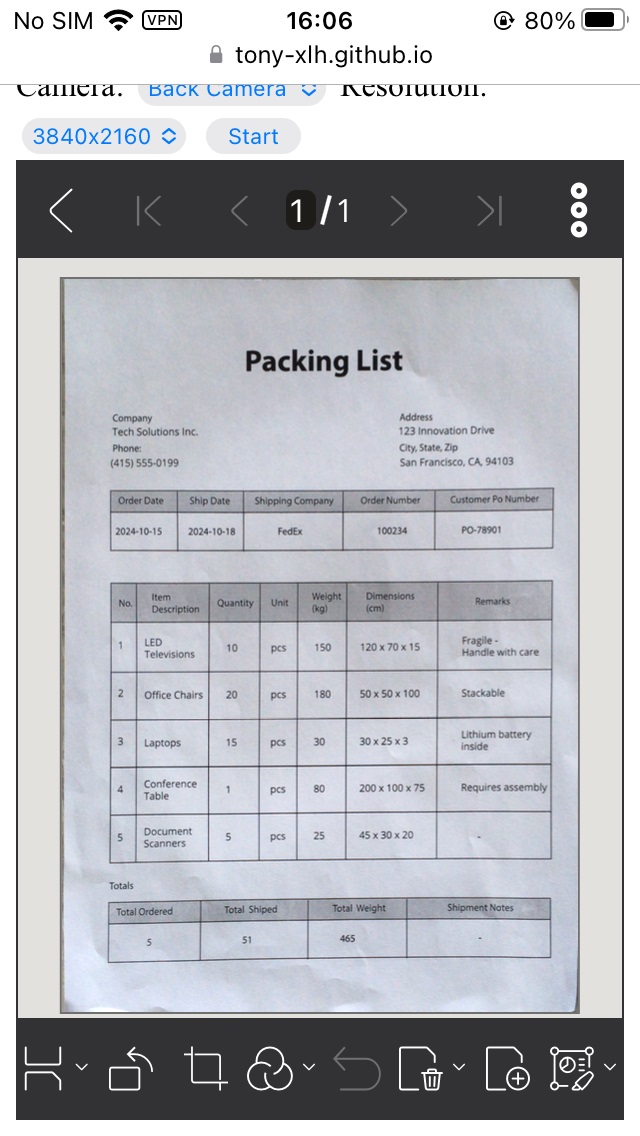 No SIM VPN 16:06 80%
tony-xlh.github.io
Camera: Back Camera Resolution:
3840x2160 Start
1 / 1
Packing List
Company Address
Tech Solutions Inc. 123 Innovation Drive
Phone: City, State, Zip
(415) 555-0199 San Francisco, CA, 94103
Order Date Ship Date Shipping Company Order Number Customer Po Number
2024-10-15 2024-10-18 FedEx 100234 PO-78901
No. Item Description Quantity Unit Weight (kg) Dimensions (cm) Remarks
1 LED Televisions 10 pcs 150 120 x 70 x 15 Fragile - Handle with care
2 Office Chairs 20 pcs 180 50 x 50 x 100 Stackable
3 Laptops 15 pcs 30 30 x 25 x 3 Lithium battery inside
4 Conference Table 1 pcs 80 200 x 100 x 75 Requires assembly
5 Document Scanners 5 pcs 25 45 x 30 x 20 -
Totals
Total Ordered Total Shiped Total Weight Shipment Notes
5 51 465 -